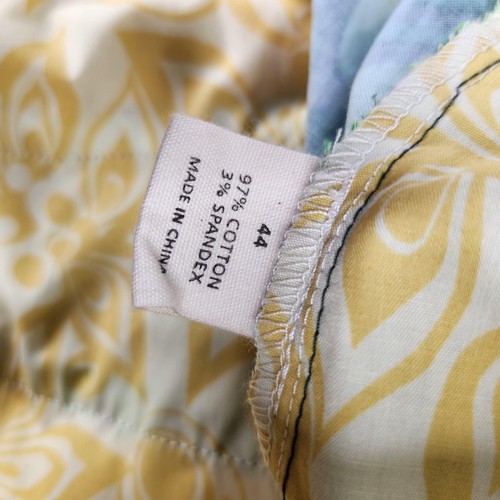 44
97% COTTON
3% SPANDEX
MADE IN CHINA